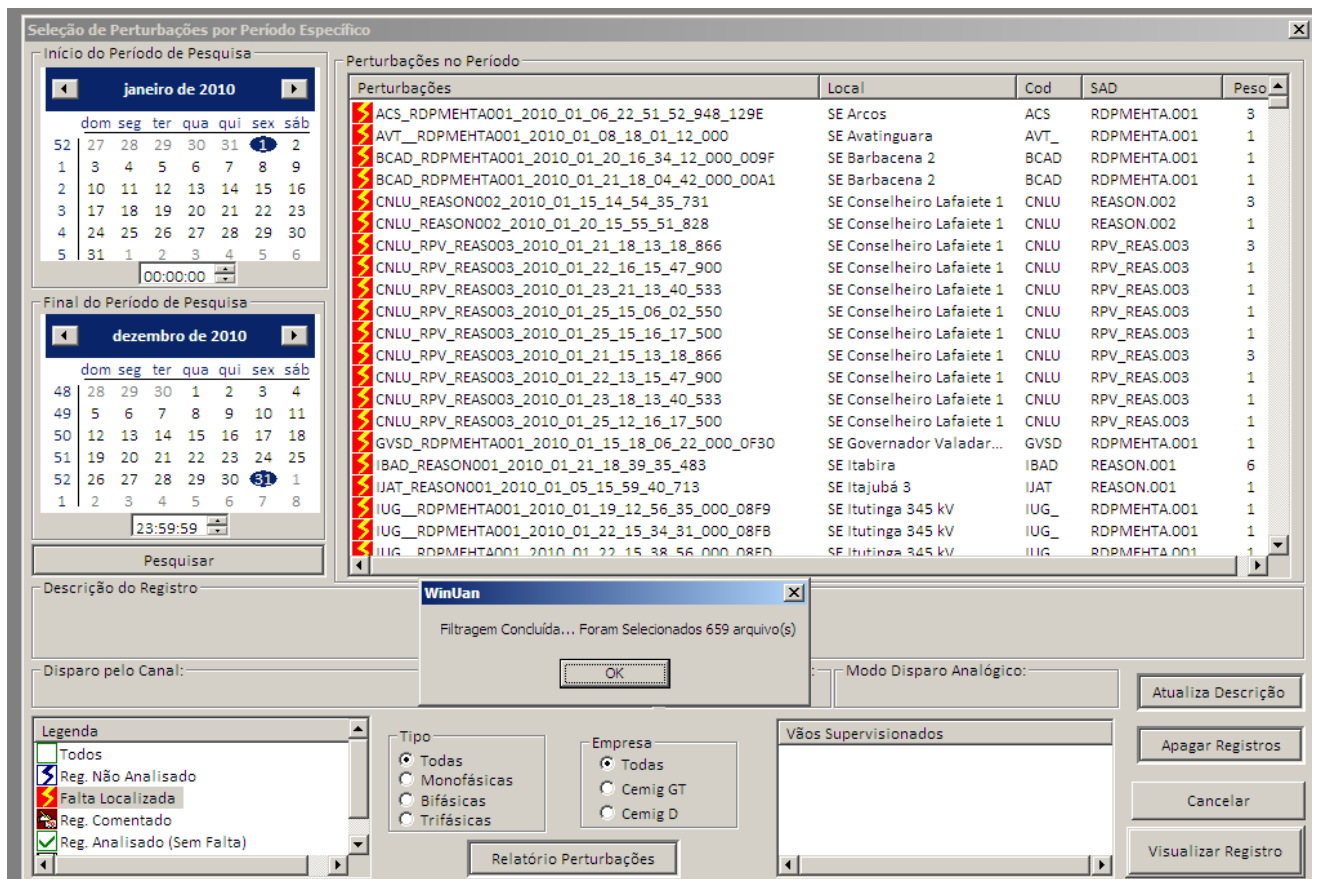 Seleção de Perturbações por Período Específico
Início do Período de Pesquisa
janeiro de 2010
dom seg ter qua qui sex sáb
52 27 28 29 30 31 1 2
1 3 4 5 6 7 8 9
2 10 11 12 13 14 15 16
3 17 18 19 20 21 22 23
4 24 25 26 27 28 29 30
5 31 1 2 3 4 5 6
00:00:00
Final do Período de Pesquisa
dezembro de 2010
dom seg ter qua qui sex sáb
48 28 29 30 1 2 3 4
49 5 6 7 8 9 10 11
50 12 13 14 15 16 17 18
51 19 20 21 22 23 24 25
52 26 27 28 29 30 31 1
1 2 3 4 5 6 7 8
23:59:59
Pesquisar
Perturbações no Período
Perturbações Local Cod SAD Peso
ACS_RDPMEHTA001_2010_01_06_22_51_52_948_129E SE Arcos ACS RDPMEHTA.001 3
AVT__RDPMEHTA001_2010_01_08_18_01_12_000 SE Avatinguara AVT_ RDPMEHTA.001 1
BCAD_RDPMEHTA001_2010_01_20_16_34_12_000_009F SE Barbacena 2 BCAD RDPMEHTA.001 1
BCAD_RDPMEHTA001_2010_01_21_18_04_42_000_00A1 SE Barbacena 2 BCAD RDPMEHTA.001 1
CNLU_REASON002_2010_01_15_14_54_35_731 SE Conselheiro Lafaiete 1 CNLU REASON.002 3
CNLU_REASON002_2010_01_20_15_55_51_828 SE Conselheiro Lafaiete 1 CNLU REASON.002 1
CNLU_RPV_REAS003_2010_01_21_18_13_18_866 SE Conselheiro Lafaiete 1 CNLU RPV_REAS.003 3
CNLU_RPV_REAS003_2010_01_22_16_15_47_900 SE Conselheiro Lafaiete 1 CNLU RPV_REAS.003 1
CNLU_RPV_REAS003_2010_01_23_21_13_40_533 SE Conselheiro Lafaiete 1 CNLU RPV_REAS.003 1
CNLU_RPV_REAS003_2010_01_25_15_06_02_550 SE Conselheiro Lafaiete 1 CNLU RPV_REAS.003 1
CNLU_RPV_REAS003_2010_01_25_15_16_17_500 SE Conselheiro Lafaiete 1 CNLU RPV_REAS.003 1
CNLU_RPV_REAS003_2010_01_21_15_13_18_866 SE Conselheiro Lafaiete 1 CNLU RPV_REAS.003 3
CNLU_RPV_REAS003_2010_01_22_13_15_47_900 SE Conselheiro Lafaiete 1 CNLU RPV_REAS.003 1
CNLU_RPV_REAS003_2010_01_23_18_13_40_533 SE Conselheiro Lafaiete 1 CNLU RPV_REAS.003 1
CNLU_RPV_REAS003_2010_01_25_12_16_17_500 SE Conselheiro Lafaiete 1 CNLU RPV_REAS.003 1
GVSD_RDPMEHTA001_2010_01_15_18_06_22_000_0F30 SE Governador Valadar... GVSD RDPMEHTA.001 1
IBAD_REASON001_2010_01_21_18_39_35_483 SE Itabira IBAD REASON.001 6
IJAT_REASON001_2010_01_05_15_59_40_713 SE Itajubá 3 IJAT REASON.001 1
IUG__RDPMEHTA001_2010_01_19_12_56_35_000_08F9 SE Itutinga 345 kV IUG_ RDPMEHTA.001 1
IUG__RDPMEHTA001_2010_01_22_15_34_31_000_08FB SE Itutinga 345 kV IUG_ RDPMEHTA.001 1
IUG__RDPMEHTA001_2010_01_22_15_38_56_000 SE Itutinga 345 kV IUG_ RDPMEHTA.001 1
Descrição do Registro
WinUan
Filtragem Concluída... Foram Selecionados 659 arquivo(s)
OK
Disparo pelo Canal:
Modo Disparo Analógico:
Atualiza Descrição
Apagar Registros
Cancelar
Visualizar Registro
Legenda
Todos
Reg. Não Analisado
Falta Localizada
Reg. Comentado
Reg. Analisado (Sem Falta)
Tipo
Todas
Monofásicas
Bifásicas
Trifásicas
Empresa
Todas
Cemig GT
Cemig D
Relatório Perturbações
Vãos Supervisionados